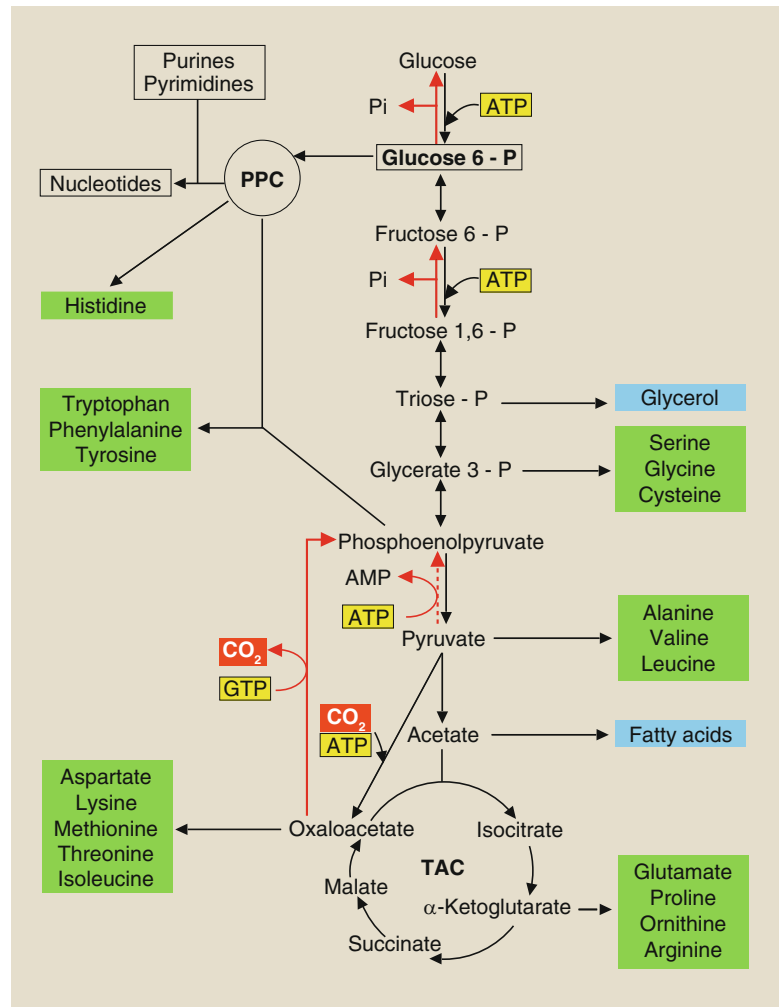 Purines
Pyrimidines
Glucose
Pi
ATP
Glucose 6 - P
PPC
Nucleotides
Fructose 6 - P
Pi
ATP
Histidine
Fructose 1,6 - P
Triose - P
Glycerol
Tryptophan
Phenylalanine
Tyrosine
Glycerate 3 - P
Serine
Glycine
Cysteine
Phosphoenolpyruvate
AMP
ATP
Pyruvate
Alanine
Valine
Leucine
CO₂
GTP
CO₂
ATP
Acetate
Fatty acids
Aspartate
Lysine
Methionine
Threonine
Isoleucine
Oxaloacetate
Isocitrate
TAC
Malate
α-Ketoglutarate
Succinate
Glutamate
Proline
Ornithine
Arginine